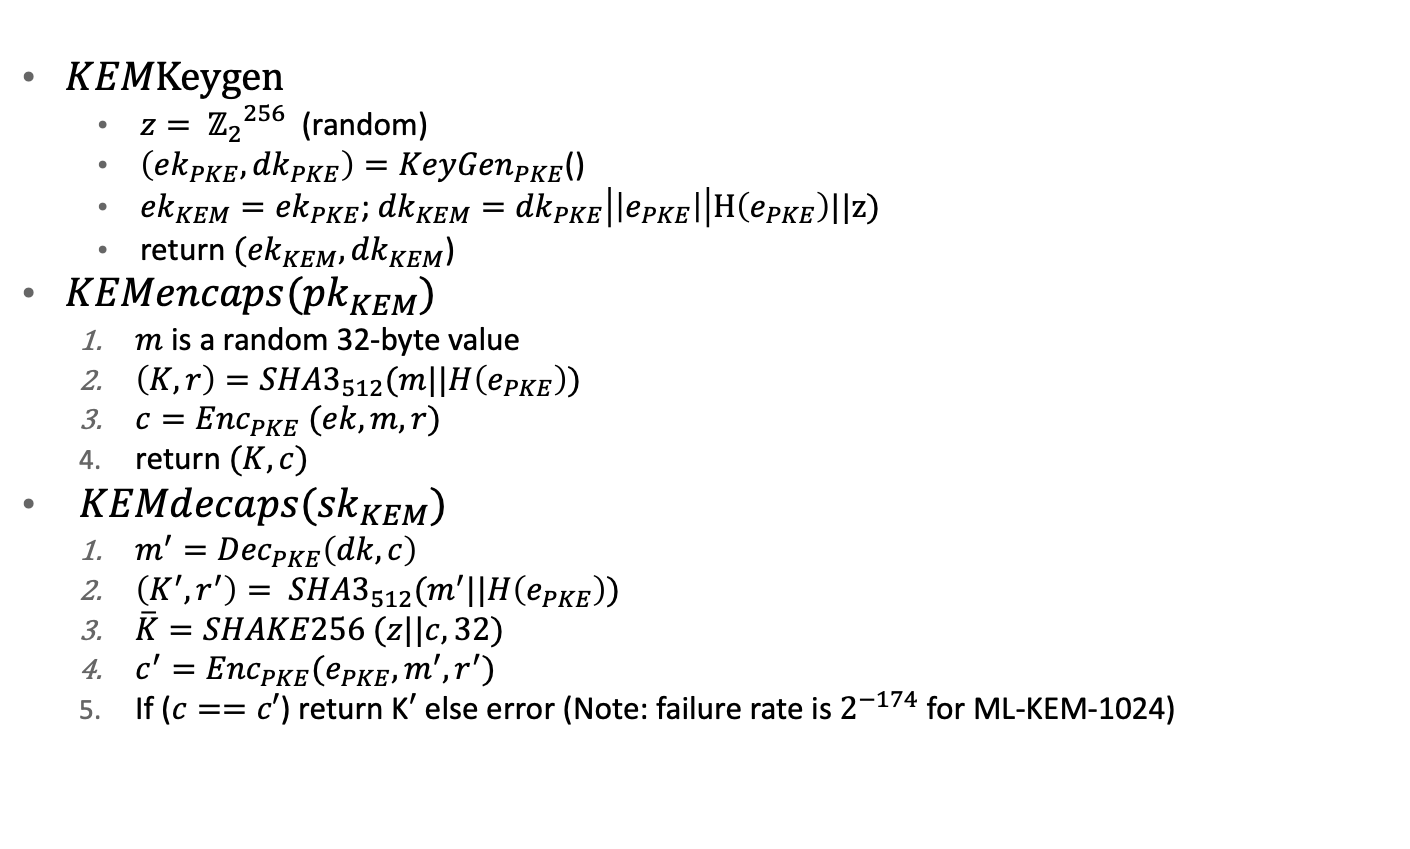 • KEMKeygen
• z = ℤ₂²⁵⁶ (random)
• (ek_PKE, dk_PKE) = KeyGen_PKE()
• ek_KEM = ek_PKE; dk_KEM = dk_PKE||e_PKE||H(e_PKE)||z)
• return (ek_KEM, dk_KEM)
• KEMencaps(pk_KEM)
1. m is a random 32-byte value
2. (K, r) = SHA3₅₁₂(m||H(e_PKE))
3. c = Enc_PKE (ek, m, r)
4. return (K, c)
• KEMdecaps(sk_KEM)
1. m′ = Dec_PKE(dk, c)
2. (K′, r′) = SHA3₅₁₂(m′||H(e_PKE))
3. K̄ = SHAKE256 (z||c, 32)
4. c′ = Enc_PKE(e_PKE, m′, r′)
5. If (c == c′) return K′ else error (Note: failure rate is 2⁻¹⁷⁴ for ML-KEM-1024)